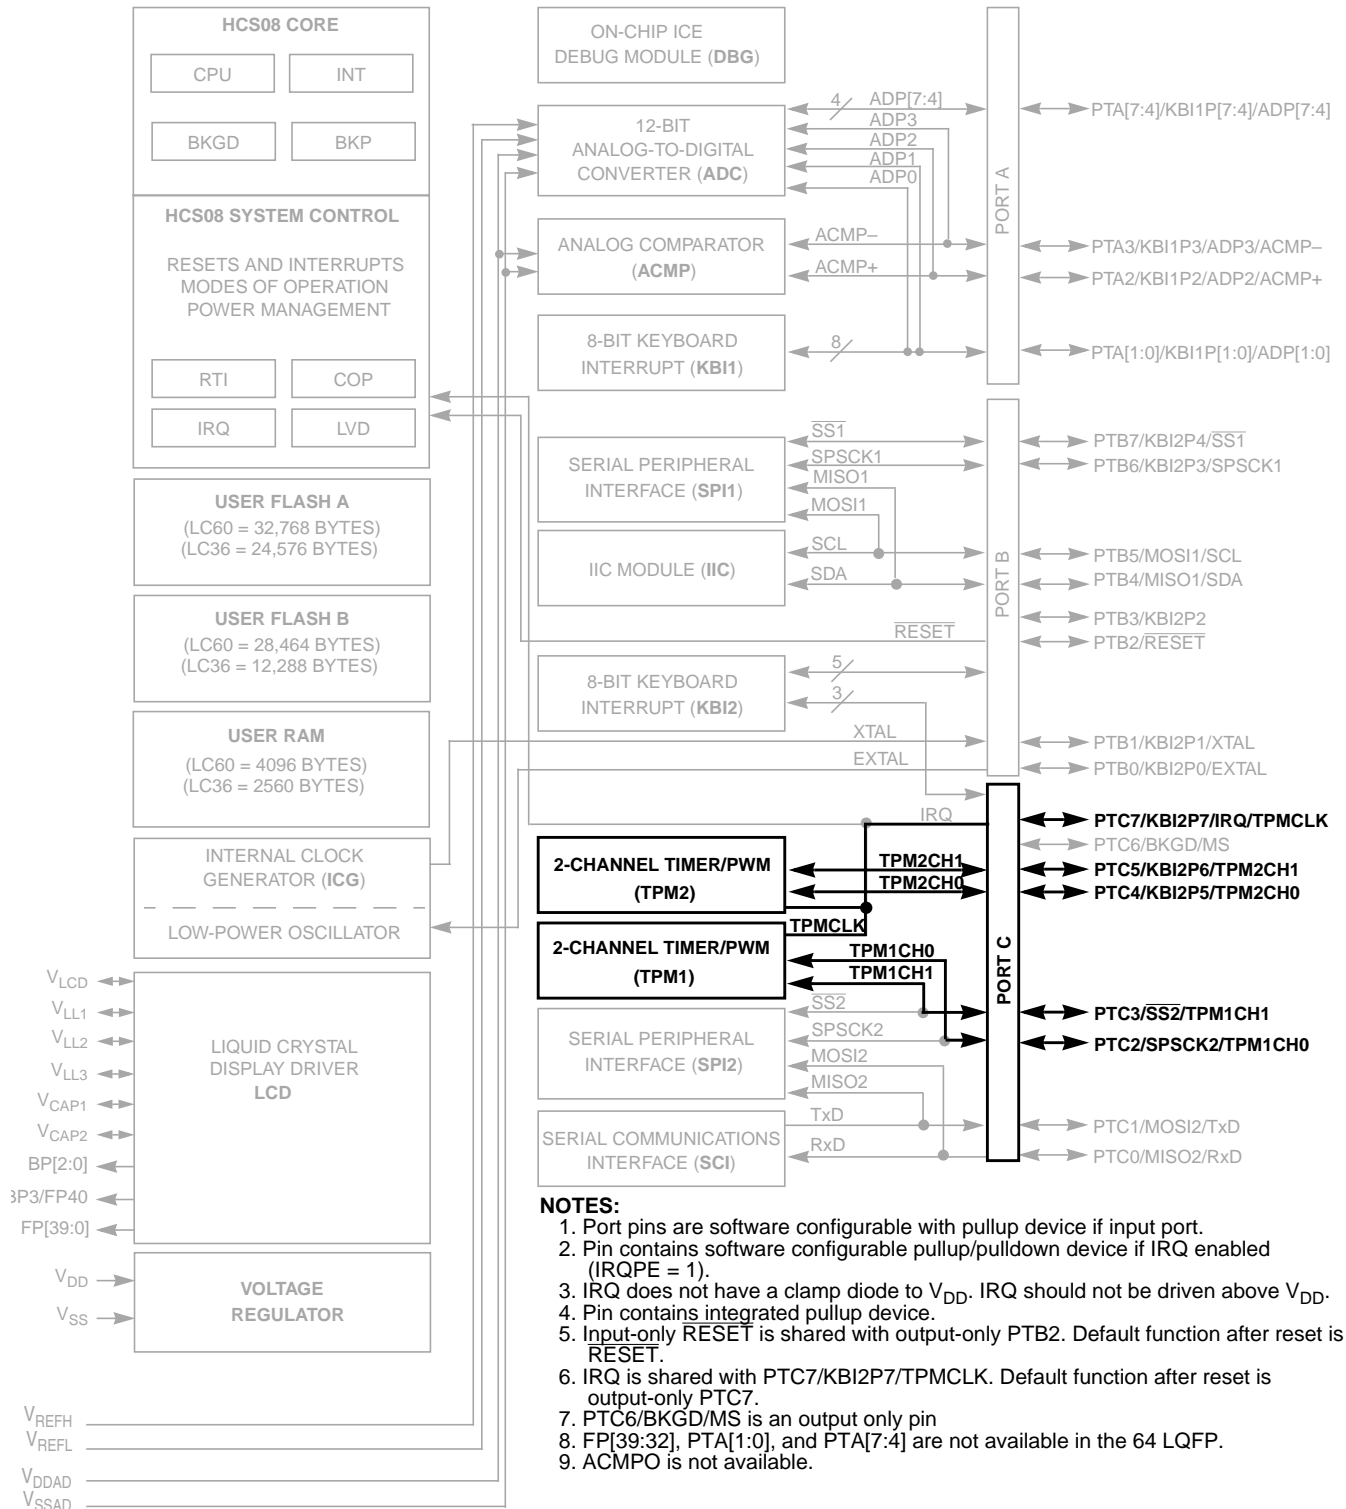 HCS08 CORE
CPU
INT
BKGD
BKP
HCS08 SYSTEM CONTROL
RESETS AND INTERRUPTS
MODES OF OPERATION
POWER MANAGEMENT
RTI
COP
IRQ
LVD
USER FLASH A
(LC60 = 32,768 BYTES)
(LC36 = 24,576 BYTES)
USER FLASH B
(LC60 = 28,464 BYTES)
(LC36 = 12,288 BYTES)
USER RAM
(LC60 = 4096 BYTES)
(LC36 = 2560 BYTES)
INTERNAL CLOCK
GENERATOR (ICG)
LOW-POWER OSCILLATOR
VLCD
VLL1
VLL2
VLL3
VCAP1
VCAP2
BP[2:0]
BP3/FP40
FP[39:0]
LIQUID CRYSTAL
DISPLAY DRIVER
LCD
VDD
VSS
VOLTAGE
REGULATOR
VREFH
VREFL
VDDAD
VSSAD
ON-CHIP ICE
DEBUG MODULE (DBG)
12-BIT
ANALOG-TO-DIGITAL
CONVERTER (ADC)
4
ADP[7:4]
ADP3
ADP2
ADP1
ADP0
ANALOG COMPARATOR
(ACMP)
ACMP–
ACMP+
8-BIT KEYBOARD
INTERRUPT (KBI1)
8
PORT A
PTA[7:4]/KBI1P[7:4]/ADP[7:4]
PTA3/KBI1P3/ADP3/ACMP–
PTA2/KBI1P2/ADP2/ACMP+
PTA[1:0]/KBI1P[1:0]/ADP[1:0]
SERIAL PERIPHERAL
INTERFACE (SPI1)
SS1
SPSCK1
MISO1
MOSI1
IIC MODULE (IIC)
SCL
SDA
RESET
8-BIT KEYBOARD
INTERRUPT (KBI2)
5
3
XTAL
EXTAL
PORT B
PTB7/KBI2P4/SS1
PTB6/KBI2P3/SPSCK1
PTB5/MOSI1/SCL
PTB4/MISO1/SDA
PTB3/KBI2P2
PTB2/RESET
PTB1/KBI2P1/XTAL
PTB0/KBI2P0/EXTAL
IRQ
2-CHANNEL TIMER/PWM
(TPM2)
TPM2CH1
TPM2CH0
TPMCLK
2-CHANNEL TIMER/PWM
(TPM1)
TPM1CH0
TPM1CH1
SERIAL PERIPHERAL
INTERFACE (SPI2)
SS2
SPSCK2
MOSI2
MISO2
SERIAL COMMUNICATIONS
INTERFACE (SCI)
TxD
RxD
PORT C
PTC7/KBI2P7/IRQ/TPMCLK
PTC6/BKGD/MS
PTC5/KBI2P6/TPM2CH1
PTC4/KBI2P5/TPM2CH0
PTC3/SS2/TPM1CH1
PTC2/SPSCK2/TPM1CH0
PTC1/MOSI2/TxD
PTC0/MISO2/RxD
NOTES:
1. Port pins are software configurable with pullup device if input port.
2. Pin contains software configurable pullup/pulldown device if IRQ enabled
(IRQPE = 1).
3. IRQ does not have a clamp diode to VDD. IRQ should not be driven above VDD.
4. Pin contains integrated pullup device.
5. Input-only RESET is shared with output-only PTB2. Default function after reset is
RESET.
6. IRQ is shared with PTC7/KBI2P7/TPMCLK. Default function after reset is
output-only PTC7.
7. PTC6/BKGD/MS is an output only pin
8. FP[39:32], PTA[1:0], and PTA[7:4] are not available in the 64 LQFP.
9. ACMPO is not available.